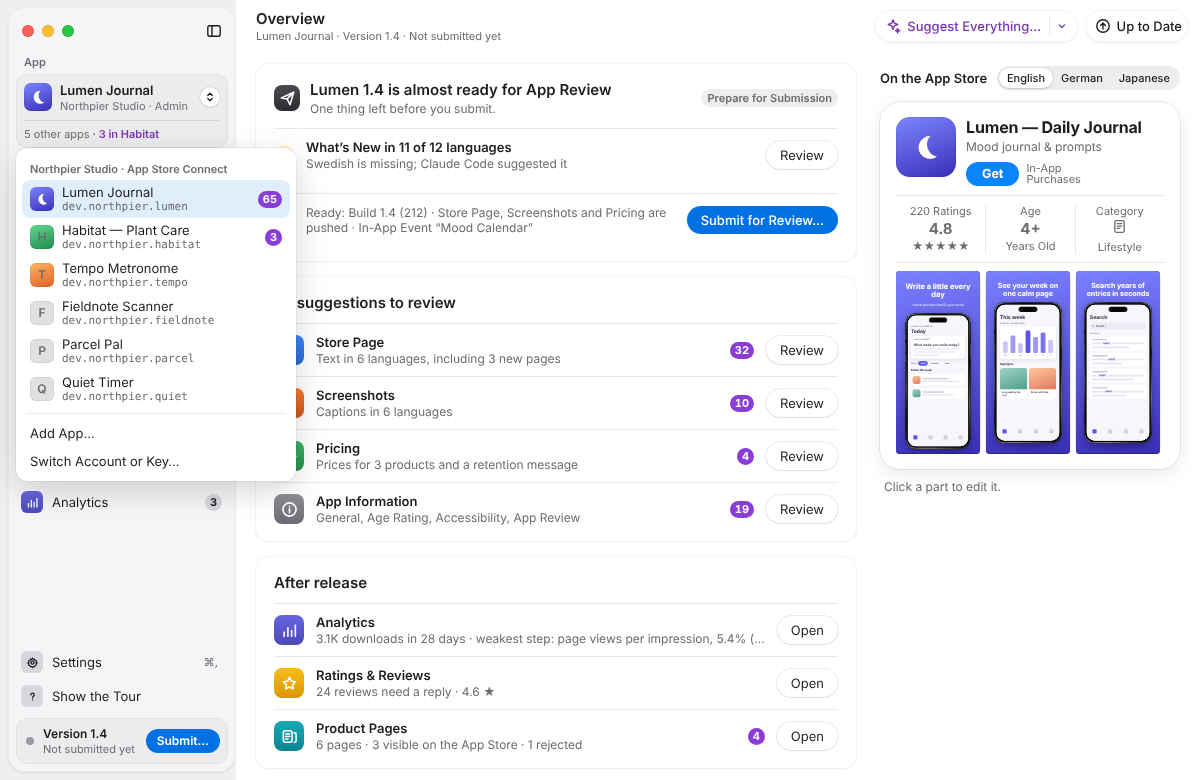 App
Lumen Journal
Northpier Studio · Admin
5 other apps · 3 in Habitat
Northpier Studio · App Store Connect
Lumen Journal
dev.northpier.lumen
65
H
Habitat — Plant Care
dev.northpier.habitat
3
T
Tempo Metronome
dev.northpier.tempo
F
Fieldnote Scanner
dev.northpier.fieldnote
P
Parcel Pal
dev.northpier.parcel
Q
Quiet Timer
dev.northpier.quiet
Add App...
Switch Account or Key...
Analytics
3
Settings
⌘,
?
Show the Tour
Version 1.4
Not submitted yet
Submit...
Overview
Lumen Journal · Version 1.4 · Not submitted yet
Suggest Everything...
Up to Date
Lumen 1.4 is almost ready for App Review
One thing left before you submit.
Prepare for Submission
What's New in 11 of 12 languages
Swedish is missing; Claude Code suggested it
Review
Ready: Build 1.4 (212) · Store Page, Screenshots and Pricing are
pushed · In-App Event “Mood Calendar”
Submit for Review...
suggestions to review
Store Page
Text in 6 languages, including 3 new pages
32
Review
Screenshots
Captions in 6 languages
10
Review
Pricing
Prices for 3 products and a retention message
4
Review
App Information
General, Age Rating, Accessibility, App Review
19
Review
After release
Analytics
3.1K downloads in 28 days · weakest step: page views per impression, 5.4% (...
Open
Ratings & Reviews
24 reviews need a reply · 4.6 ★
Open
Product Pages
6 pages · 3 visible on the App Store · 1 rejected
4
Open
On the App Store
English
German
Japanese
Lumen — Daily Journal
Mood journal & prompts
Get
In-App
Purchases
220 Ratings
4.8
★★★★★
Age
4+
Years Old
Category
Lifestyle
Write a little every
day
Today
See your week on
one calm page
This week
Search years of
entries in seconds
Search
Click a part to edit it.